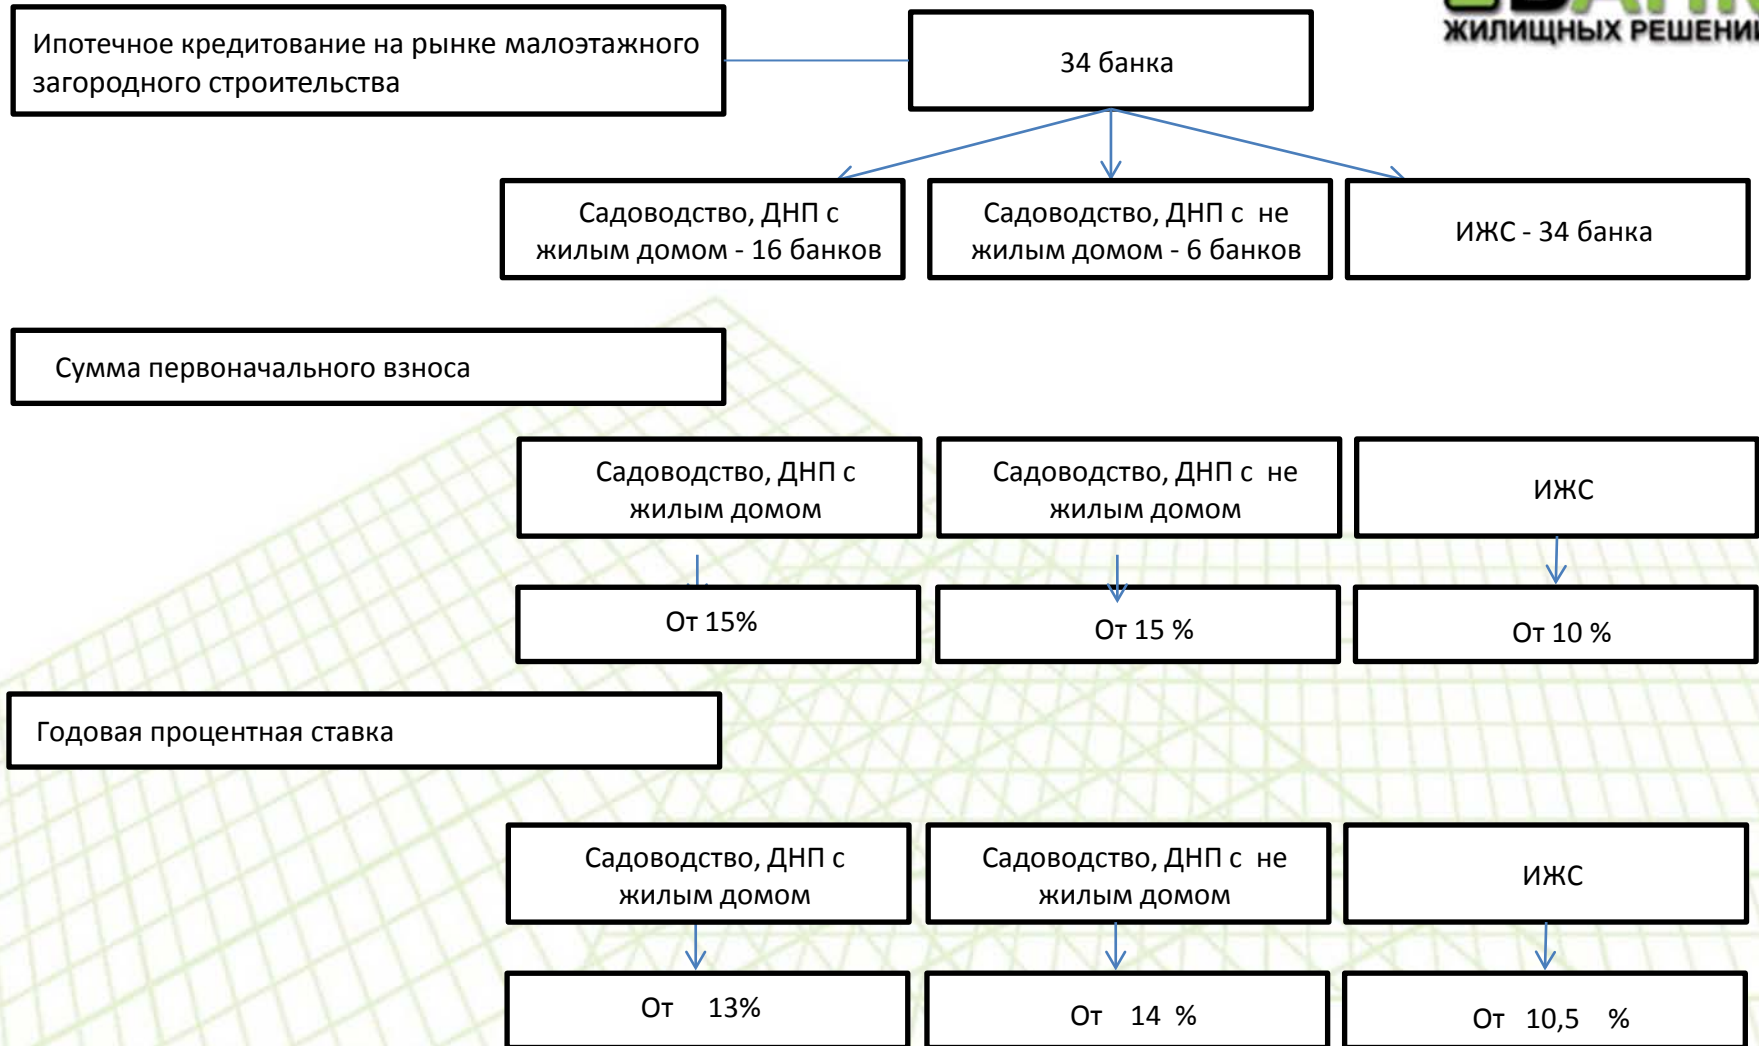 ЖИЛИЩНЫХ РЕШЕНИЙ
Ипотечное кредитование на рынке малоэтажного
загородного строительства
34 банка
Садоводство, ДНП с
жилым домом - 16 банков
Садоводство, ДНП с не
жилым домом - 6 банков
ИЖС - 34 банка
Сумма первоначального взноса
Садоводство, ДНП с
жилым домом
Садоводство, ДНП с не
жилым домом
ИЖС
От 15%
От 15 %
От 10 %
Годовая процентная ставка
Садоводство, ДНП с
жилым домом
Садоводство, ДНП с не
жилым домом
ИЖС
От 13%
От 14 %
От 10,5 %